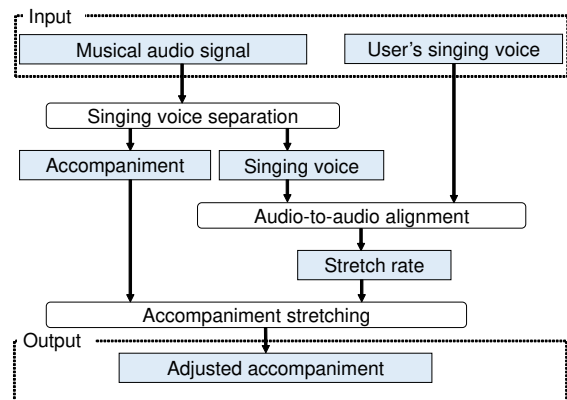 Input
Musical audio signal
User's singing voice
Singing voice separation
Accompaniment
Singing voice
Audio-to-audio alignment
Stretch rate
Accompaniment stretching
Output
Adjusted accompaniment